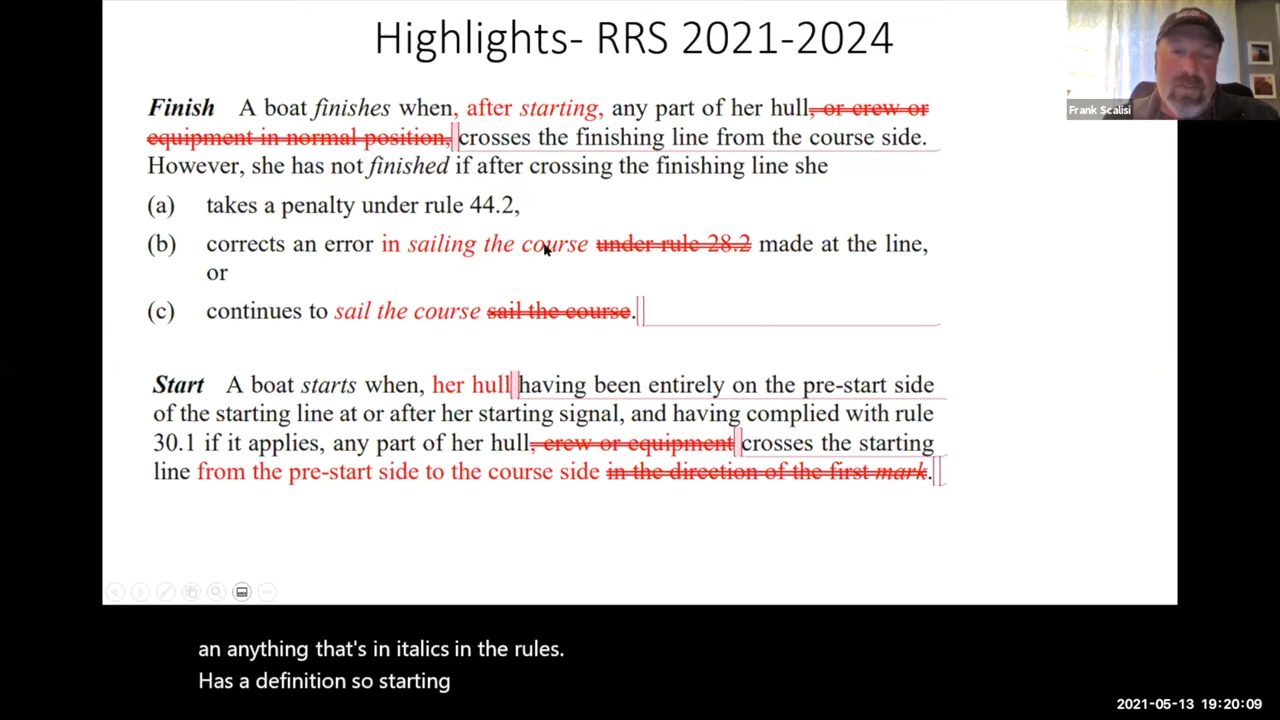 Highlights- RRS 2021-2024
Frank Scalisi
Finish A boat finishes when, after starting, any part of her hull, or crew or
equipment in normal position, crosses the finishing line from the course side.
However, she has not finished if after crossing the finishing line she
(a) takes a penalty under rule 44.2,
(b) corrects an error in sailing the course under rule 28.2 made at the line,
or
(c) continues to sail the course sail the course.
Start A boat starts when, her hull having been entirely on the pre-start side
of the starting line at or after her starting signal, and having complied with rule
30.1 if it applies, any part of her hull, crew or equipment crosses the starting
line from the pre-start side to the course side in the direction of the first mark.
an anything that's in italics in the rules.
Has a definition so starting
2021-05-13 19:20:09